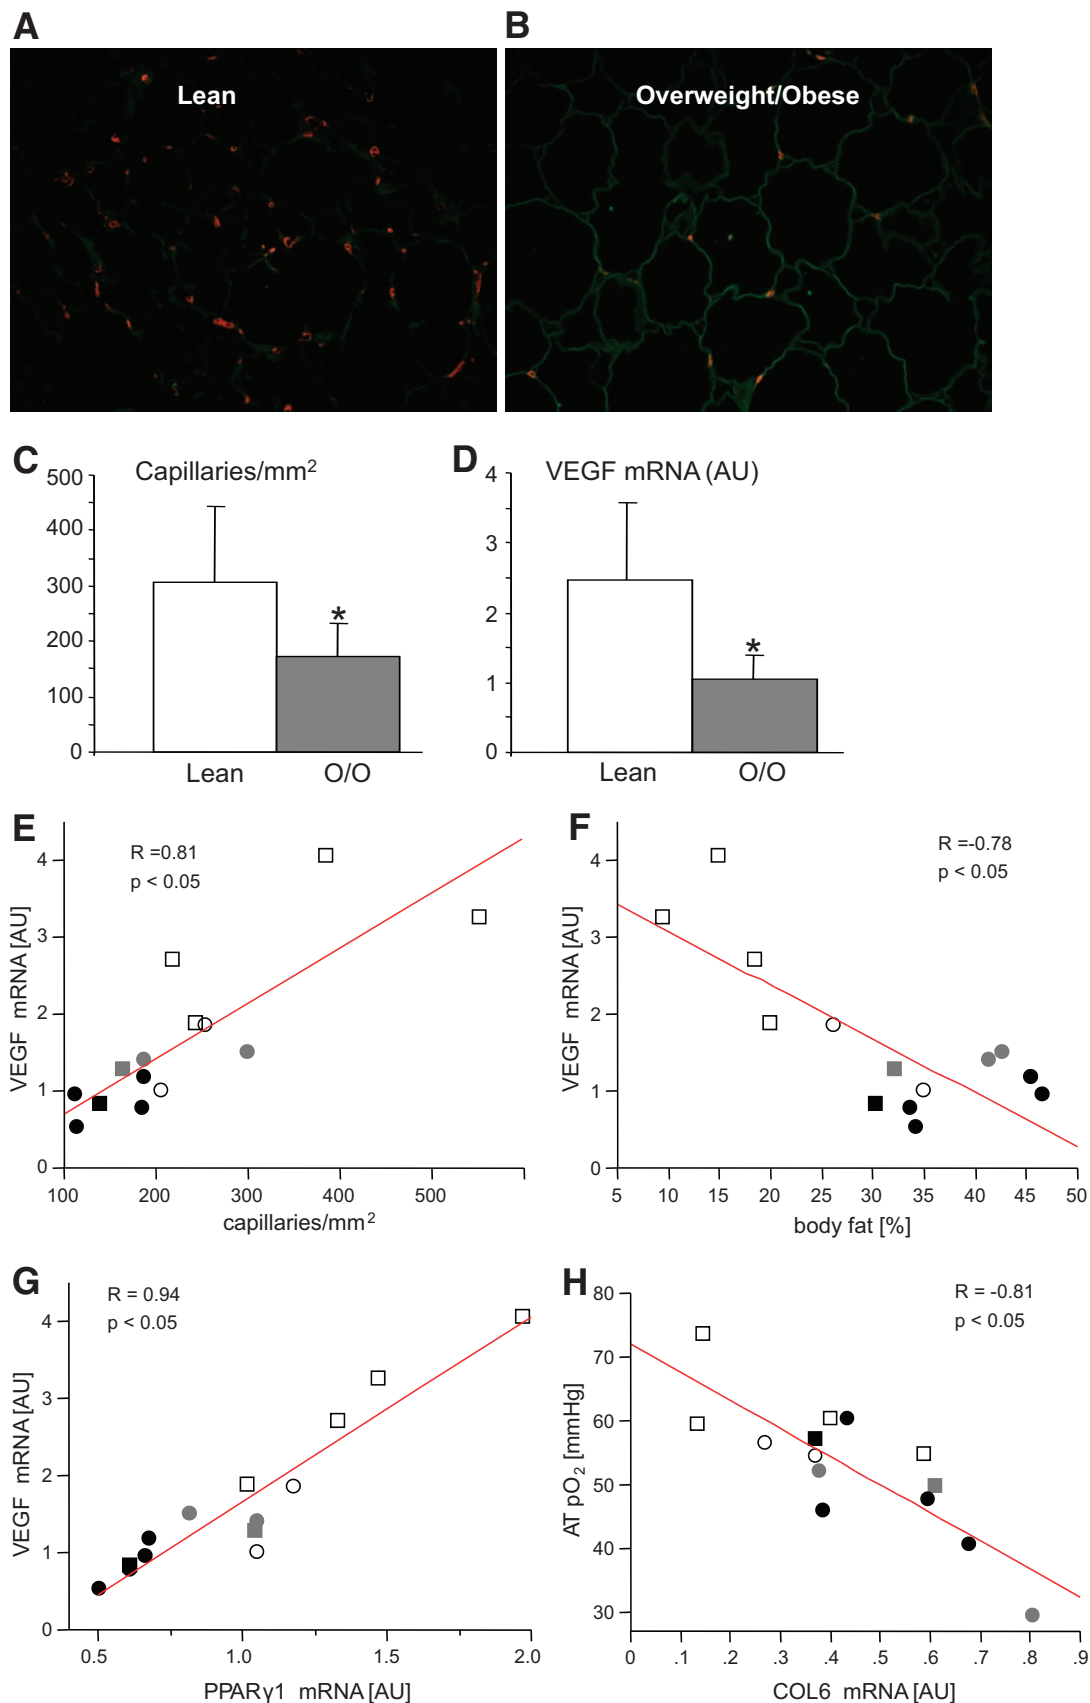 A
B
Lean
Overweight/Obese
C
Capillaries/mm²
500
400
300
200
100
0
*
Lean
O/O
D
VEGF mRNA (AU)
4
3
2
1
0
*
Lean
O/O
E
R =0.81
p < 0.05
VEGF mRNA [AU]
4
3
2
1
0
100 200 300 400 500
capillaries/mm²
F
R =-0.78
p < 0.05
VEGF mRNA [AU]
4
3
2
1
0
5 10 15 20 25 30 35 40 45 50
body fat [%]
G
R = 0.94
p < 0.05
VEGF mRNA [AU]
4
3
2
1
0
0.5 1.0 1.5 2.0
PPARγ1 mRNA [AU]
H
R = -0.81
p < 0.05
AT pO₂ [mmHg]
80
70
60
50
40
30
0 .1 .2 .3 .4 .5 .6 .7 .8 .9
COL6 mRNA [AU]